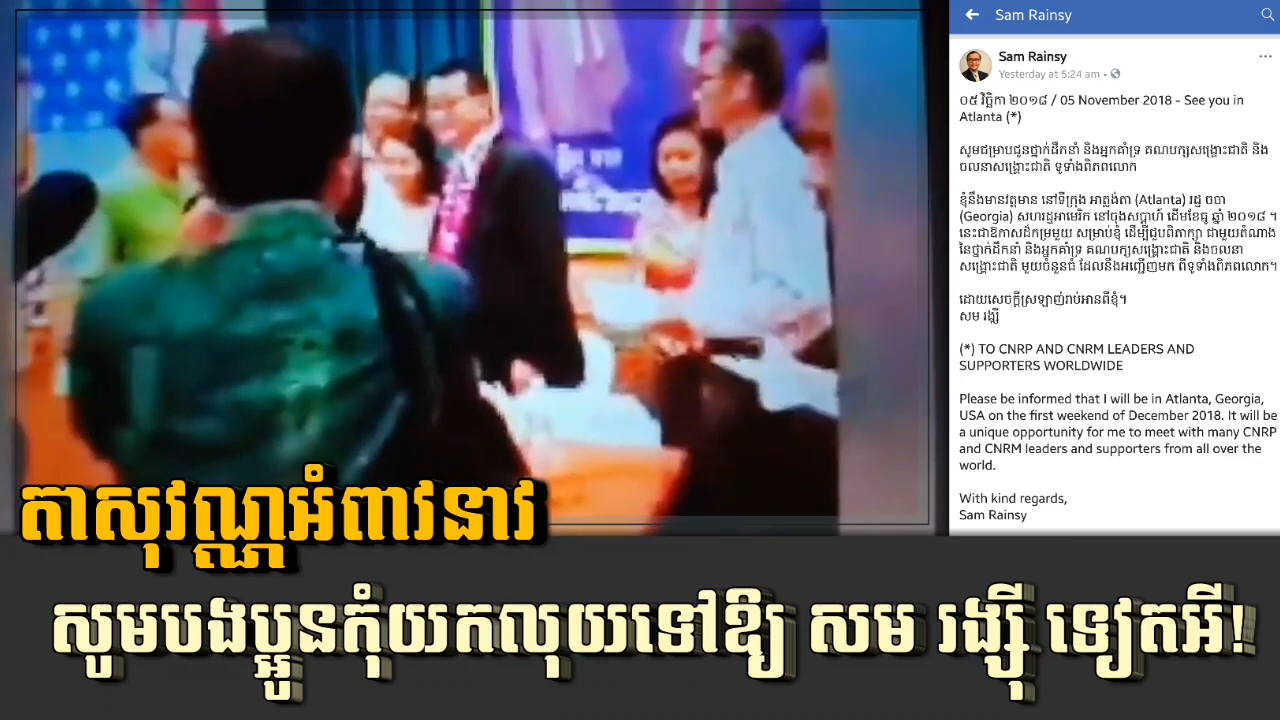 Sam Rainsy
Sam Rainsy
Yesterday at 5:24 am
០៥ វិច្ឆិកា ២០១៨ / 05 November 2018 - See you in
Atlanta (*)
សូមជម្រាបជូនថ្នាក់ដឹកនាំ និងអ្នកគាំទ្រ គណបក្សសង្គ្រោះជាតិ និង
ចលនាសង្គ្រោះជាតិ ទូទាំងពិភពលោក
ខ្ញុំនឹងមានវត្តមាន នៅទីក្រុង អាត្លង់តា (Atlanta) រដ្ឋ ចចា
(Georgia) សហរដ្ឋអាមេរិក នៅចុងសប្តាហ៍ ដើមខែធ្នូ ឆ្នាំ ២០១៨ ។
នេះជាឱកាសដ៏កម្រមួយ សម្រាប់ខ្ញុំ ដើម្បីជួបពិភាក្សា ជាមួយតំណាង
នៃថ្នាក់ដឹកនាំ និងអ្នកគាំទ្រ គណបក្សសង្គ្រោះជាតិ និងចលនា
សង្គ្រោះជាតិ មួយចំនួនធំ ដែលនឹងអញ្ជើញមក ពីទូទាំងពិភពលោក។
ដោយសេចក្តីស្រឡាញ់រាប់អានពីខ្ញុំ។
សម រង្ស៊ី
(*) TO CNRP AND CNRM LEADERS AND
SUPPORTERS WORLDWIDE
Please be informed that I will be in Atlanta, Georgia,
USA on the first weekend of December 2018. It will be
a unique opportunity for me to meet with many CNRP
and CNRM leaders and supporters from all over the
world.
With kind regards,
Sam Rainsy
តាសុវណ្ណអំពាវនាវ
សូមបងប្អូនកុំយកលុយទៅឱ្យ សម រង្ស៊ី ទៀតអី!